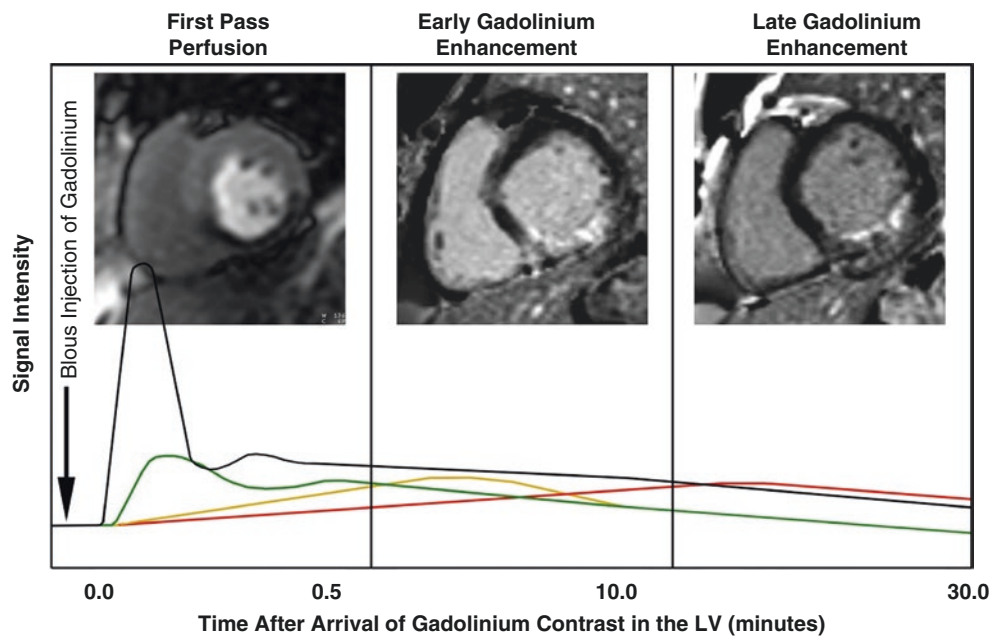 First Pass
Perfusion
Early Gadolinium
Enhancement
Late Gadolinium
Enhancement
Signal Intensity
Blous Injection of Gadolinium
0.0
0.5
10.0
30.0
Time After Arrival of Gadolinium Contrast in the LV (minutes)